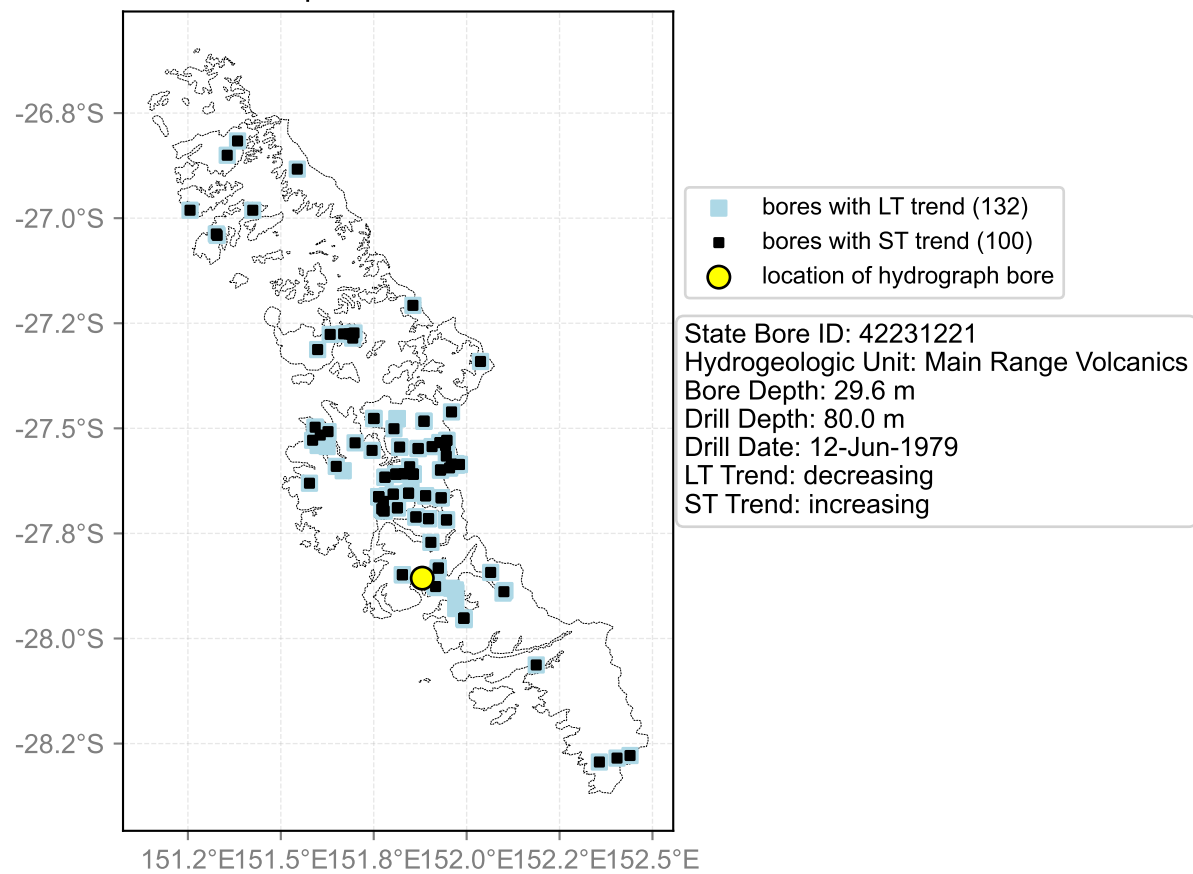 -26.8°S
-27.0°S
-27.2°S
-27.5°S
-27.8°S
-28.0°S
-28.2°S
151.2°E151.5°E151.8°E152.0°E152.2°E152.5°E
bores with LT trend (132)
bores with ST trend (100)
location of hydrograph bore
State Bore ID: 42231221
Hydrogeologic Unit: Main Range Volcanics
Bore Depth: 29.6 m
Drill Depth: 80.0 m
Drill Date: 12-Jun-1979
LT Trend: decreasing
ST Trend: increasing